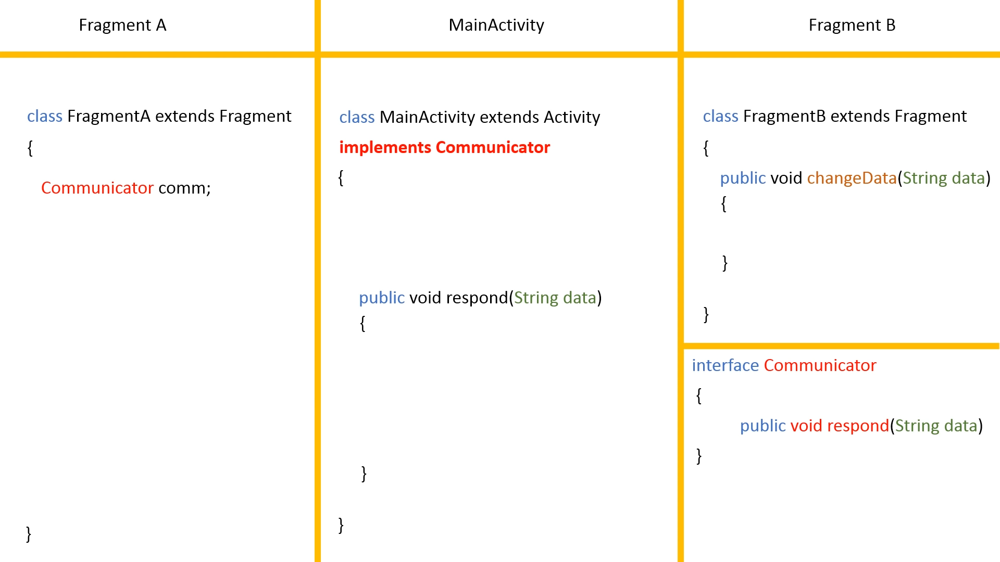 Fragment A
class FragmentA extends Fragment
{
Communicator comm;
}
MainActivity
class MainActivity extends Activity
implements Communicator
{
public void respond(String data)
{
}
}
Fragment B
class FragmentB extends Fragment
{
public void changeData(String data)
{
}
}
interface Communicator
{
public void respond(String data)
}